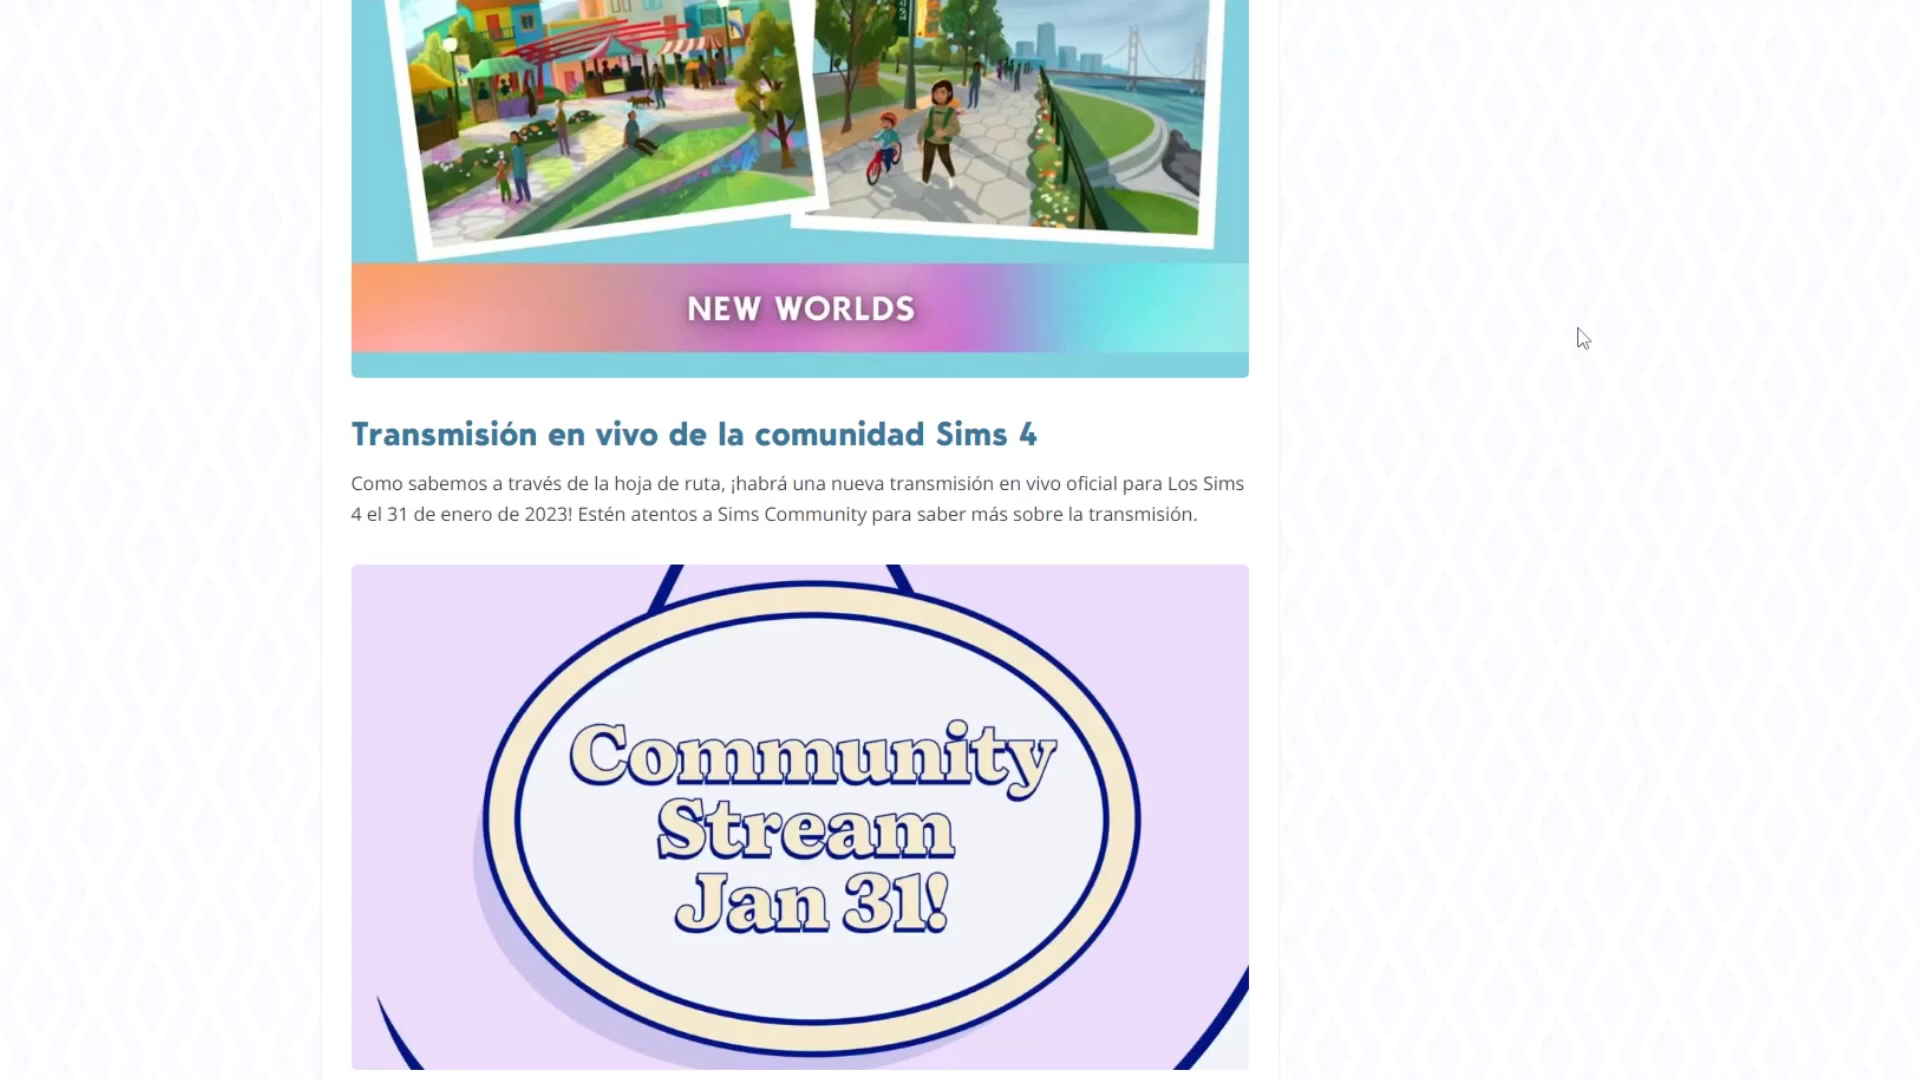 NEW WORLDS
Transmisión en vivo de la comunidad Sims 4
Como sabemos a través de la hoja de ruta, ¡habrá una nueva transmisión en vivo oficial para Los Sims
4 el 31 de enero de 2023! Estén atentos a Sims Community para saber más sobre la transmisión.
Community
Stream
Jan 31!